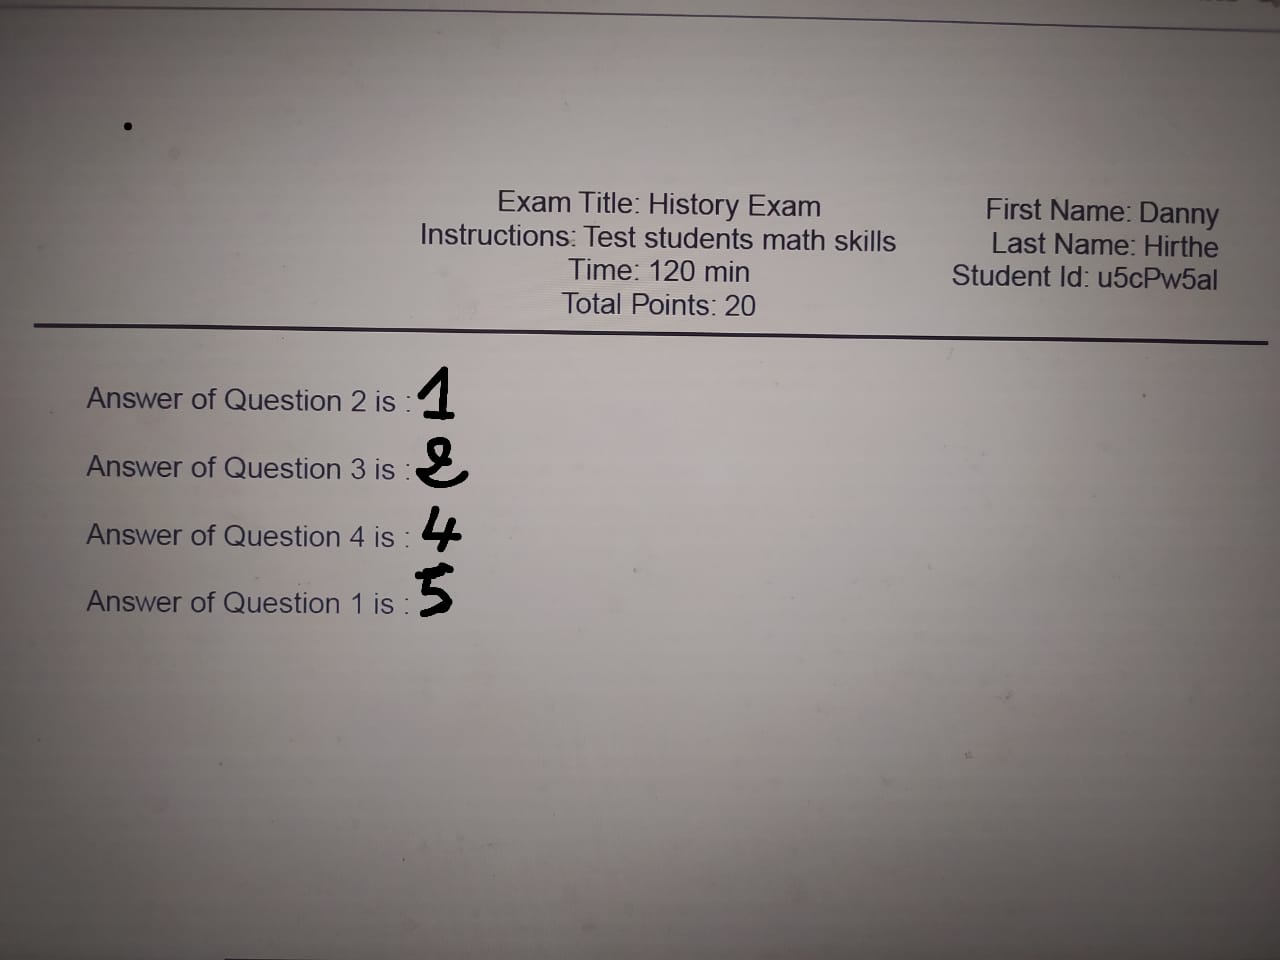 Exam Title: History Exam
Instructions: Test students math skills
Time: 120 min
Total Points: 20
First Name: Danny
Last Name: Hirthe
Student Id: u5cPw5al
Answer of Question 2 is : 1
Answer of Question 3 is : 2
Answer of Question 4 is : 4
Answer of Question 1 is : 5